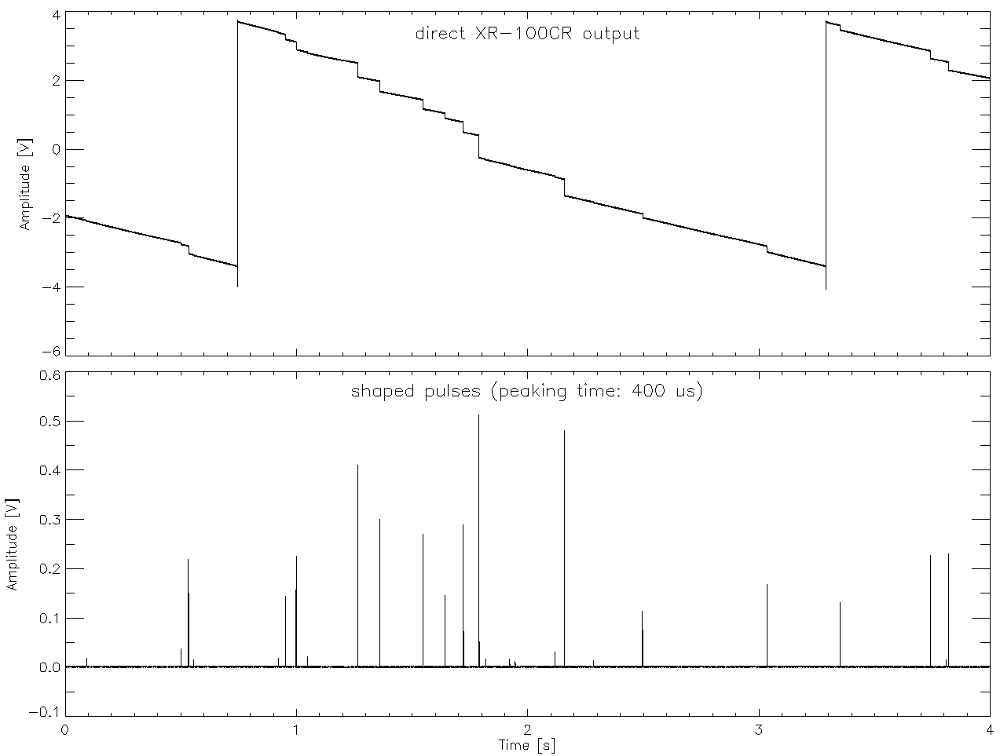 direct XR-100CR output
4
2
0
-2
-4
-6
Amplitude [V]
shaped pulses (peaking time: 400 us)
0.6
0.5
0.4
0.3
0.2
0.1
0.0
-0.1
Amplitude [V]
0 1 2 3 4
Time [s]